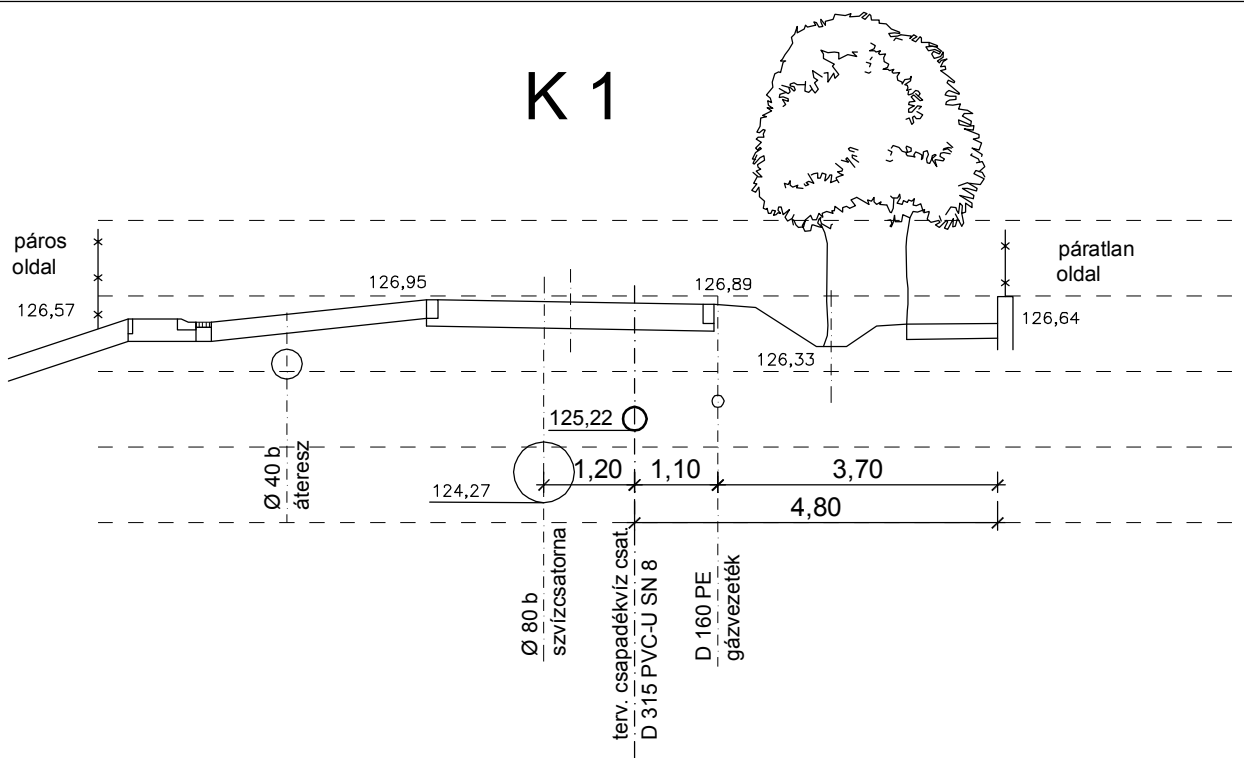 K 1
páros
oldal
126,57
126,95
126,89
páratlan
oldal
126,64
126,33
125,22
124,27
1,20
1,10
3,70
4,80
Ø 40 b
áteresz
Ø 80 b
szvízcsatorna
terv. csapadékvíz csat.
D 315 PVC-U SN 8
D 160 PE
gázvezeték